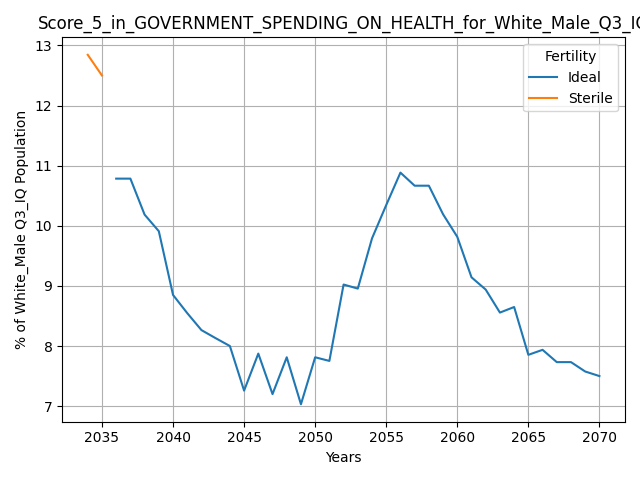 Score_5_in_GOVERNMENT_SPENDING_ON_HEALTH_for_White_Male_Q3_IQ
13
12
11
10
9
8
7
% of White_Male Q3_IQ Population
Fertility
Ideal
Sterile
2035 2040 2045 2050 2055 2060 2065 2070
Years